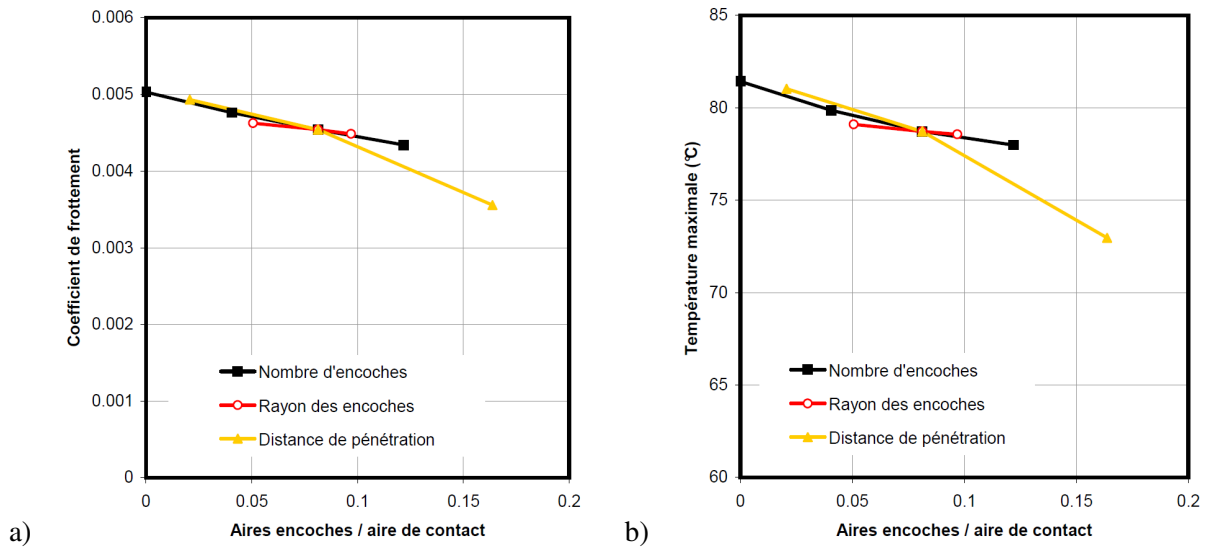 0.006
0.005
0.004
0.003
0.002
0.001
0
Coefficient de frottement
Nombre d'encoches
Rayon des encoches
Distance de pénétration
0 0.05 0.1 0.15 0.2
Aires encoches / aire de contact
a)
85
80
75
70
65
60
Température maximale (°C)
Nombre d'encoches
Rayon des encoches
Distance de pénétration
0 0.05 0.1 0.15 0.2
Aires encoches / aire de contact
b)